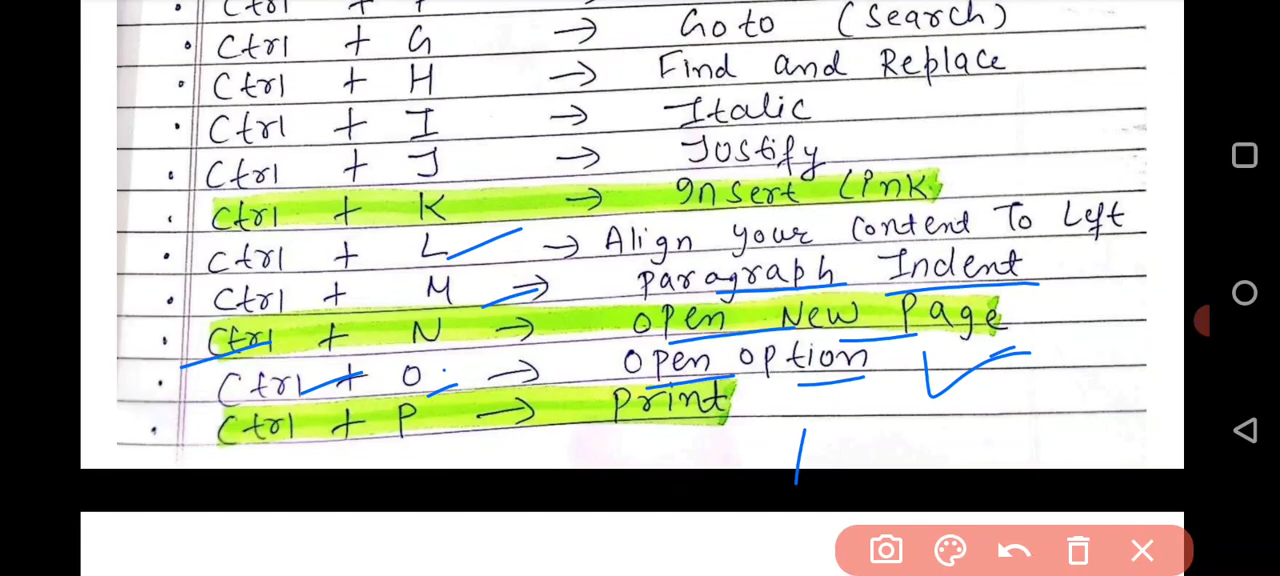 • Ctrl +
• Ctrl + G → Goto (Search)
• Ctrl + H → Find and Replace
• Ctrl + I → Italic
• Ctrl + J → Justify
• Ctrl + K → Insert Link
• Ctrl + L → Align your Content To Left
• Ctrl + M → Paragraph Indent
• Ctrl + N → Open New Page
• Ctrl + O → Open option
• Ctrl + P → Print